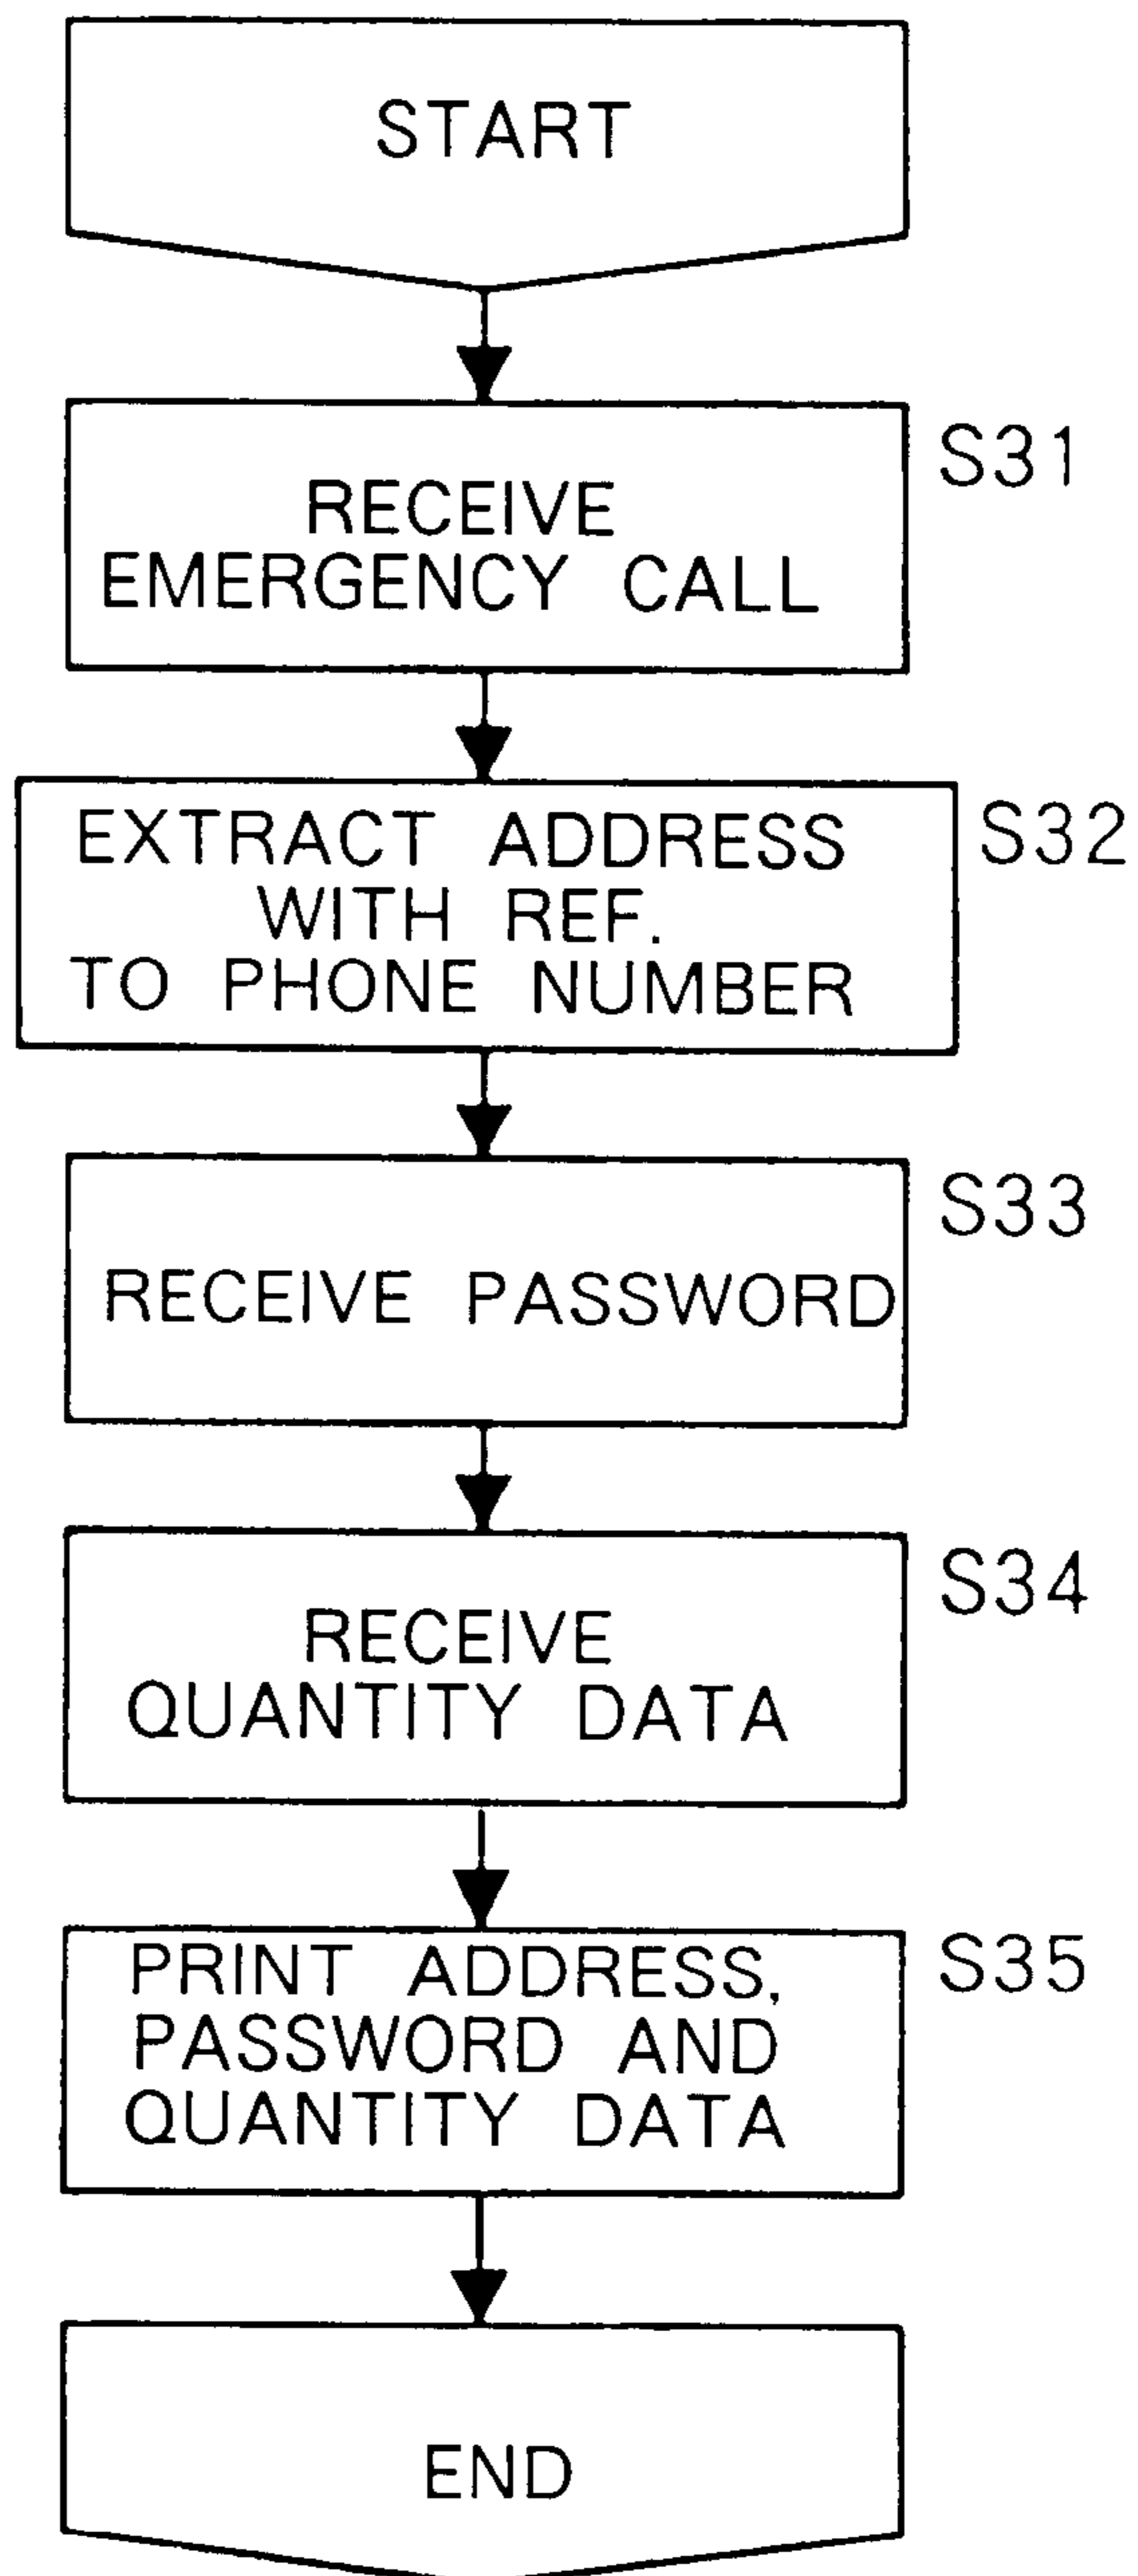 START
S31
RECEIVE
EMERGENCY CALL
S32
EXTRACT ADDRESS
WITH REF.
TO PHONE NUMBER
S33
RECEIVE PASSWORD
S34
RECEIVE
QUANTITY DATA
S35
PRINT ADDRESS,
PASSWORD AND
QUANTITY DATA
END